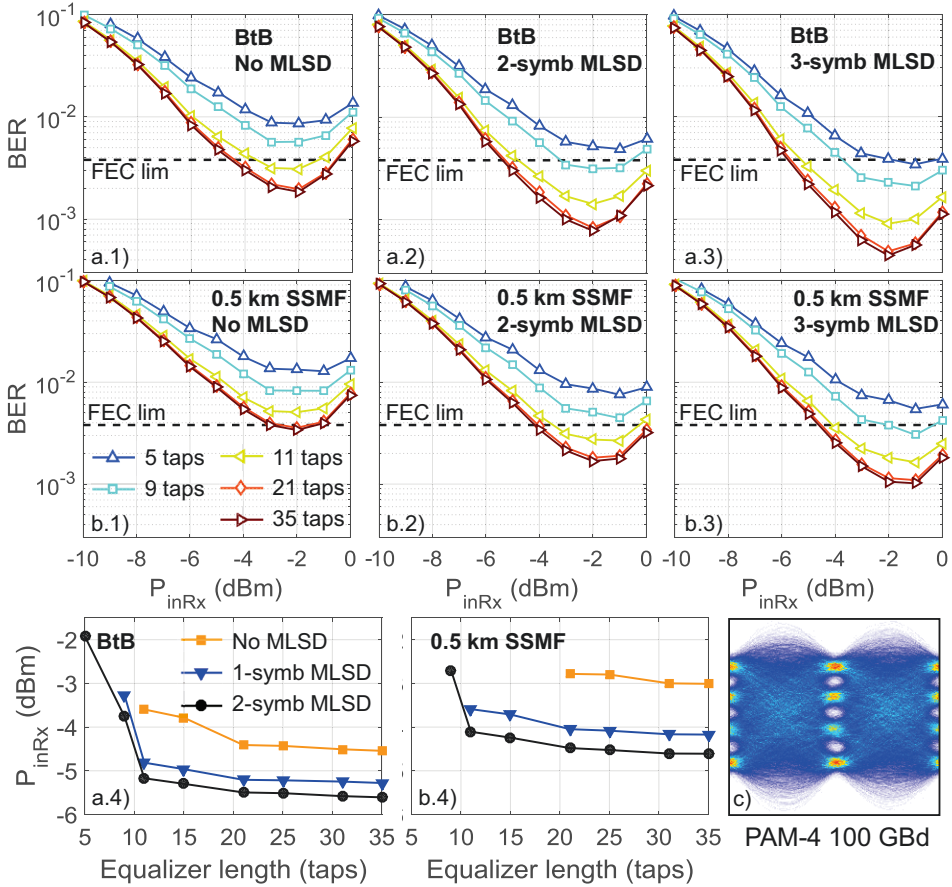 10^-1
10^-2
10^-3
BER
BtB
No MLSD
FEC lim
a.1)
BtB
2-symb MLSD
FEC lim
a.2)
BtB
3-symb MLSD
FEC lim
a.3)
10^-1
10^-2
10^-3
BER
0.5 km SSMF
No MLSD
FEC lim
5 taps
9 taps
11 taps
21 taps
35 taps
b.1)
0.5 km SSMF
2-symb MLSD
FEC lim
b.2)
0.5 km SSMF
3-symb MLSD
FEC lim
b.3)
-10 -8 -6 -4 -2 0
-10 -8 -6 -4 -2 0
-10 -8 -6 -4 -2 0
P_inRx (dBm)
P_inRx (dBm)
P_inRx (dBm)
-2
-3
-4
-5
-6
P_inRx (dBm)
BtB
No MLSD
1-symb MLSD
2-symb MLSD
a.4)
5 10 15 20 25 30 35
Equalizer length (taps)
0.5 km SSMF
b.4)
5 10 15 20 25 30 35
Equalizer length (taps)
c)
PAM-4 100 GBd